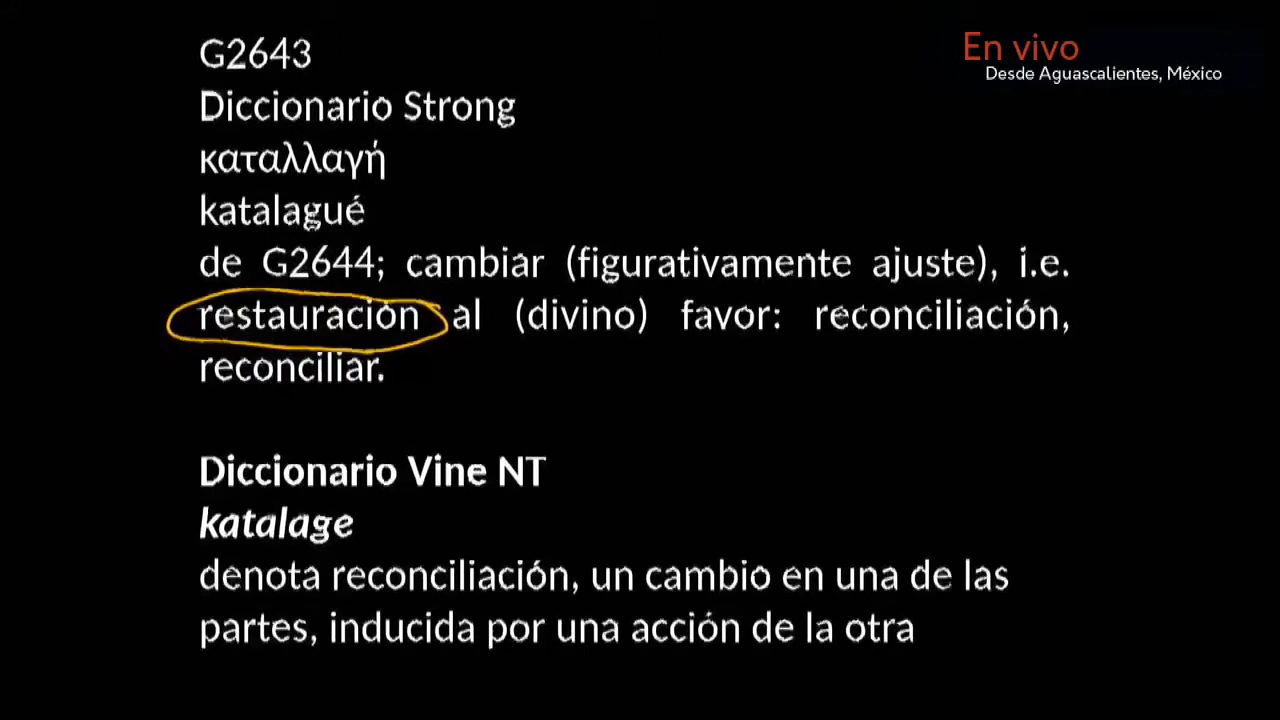 En vivo
Desde Aguascalientes, México
G2643
Diccionario Strong
καταλλαγή
katalagué
de G2644; cambiar (figurativamente ajuste), i.e.
restauración al (divino) favor: reconciliación,
reconciliar.
Diccionario Vine NT
katalage
denota reconciliación, un cambio en una de las
partes, inducida por una acción de la otra